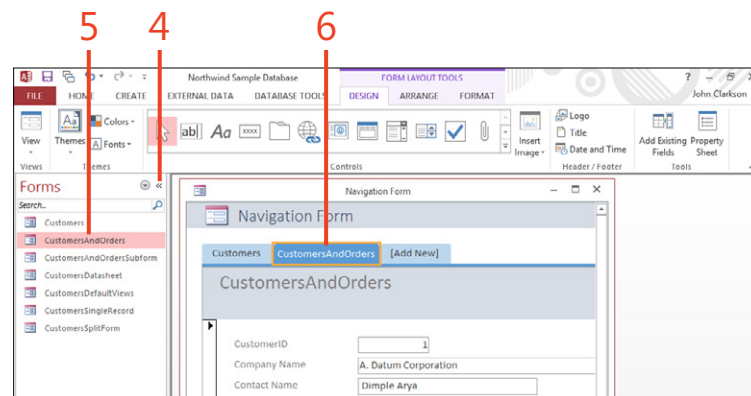 5 4 6
Northwind Sample Database FORM LAYOUT TOOLS ?
FILE HOME CREATE EXTERNAL DATA DATABASE TOOLS DESIGN ARRANGE FORMAT John Clarkson
View Themes Aa Colors A Fonts ab| Aa XXXX Insert Image Logo Title Date and Time Add Existing Fields Property Sheet
Views Themes Controls Header / Footer Tools
Forms «
Search...
Customers
CustomersAndOrders
CustomersAndOrdersSubform
CustomersDatasheet
CustomersDefaultViews
CustomersSingleRecord
CustomersSplitForm
Navigation Form
Navigation Form
Customers CustomersAndOrders [Add New]
CustomersAndOrders
CustomerID 1
Company Name A. Datum Corporation
Contact Name Dimple Arya